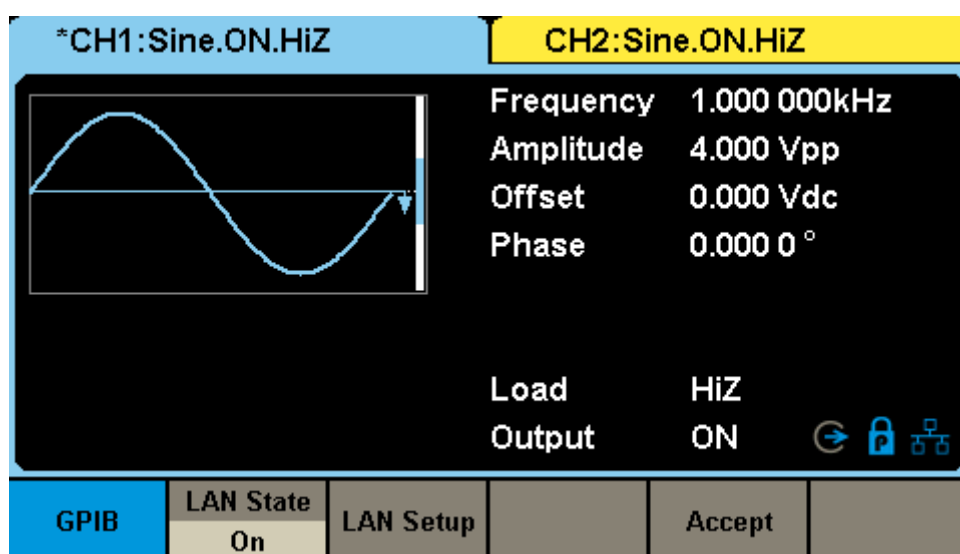 *CH1:Sine.ON.HiZ CH2:Sine.ON.HiZ
Frequency 1.000 000kHz
Amplitude 4.000 Vpp
Offset 0.000 Vdc
Phase 0.000 0 °
Load HiZ
Output ON
P
GPIB
LAN State
On
LAN Setup
Accept